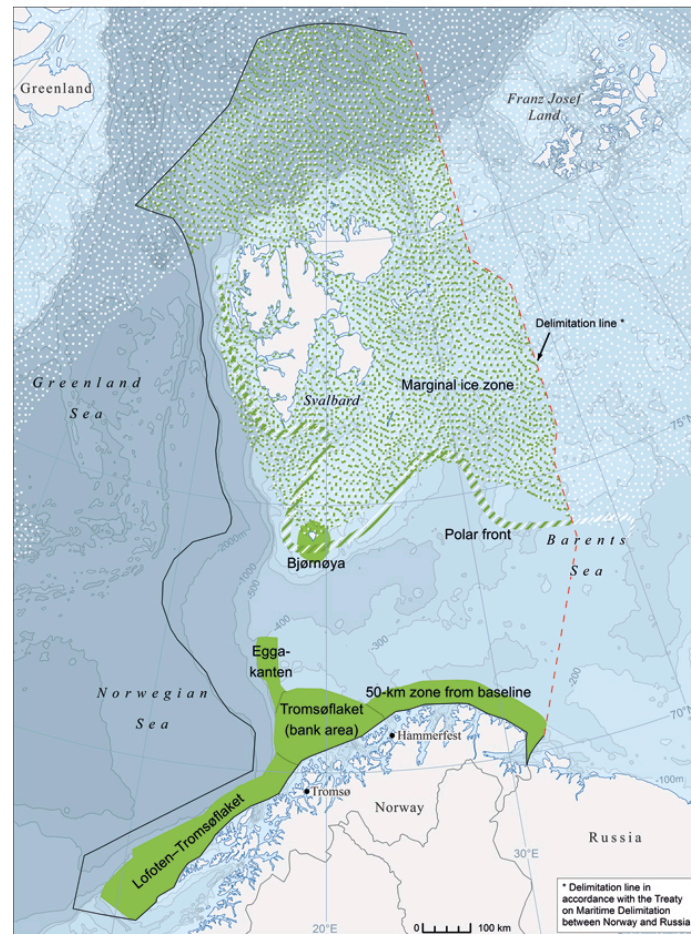 Greenland
Franz Josef
Land
Delimitation line *
Marginal ice zone
Greenland
Sea
Svalbard
75°
Polar front
Barents
Sea
Bjørnøya
-2000m
-1000
-500
-400
-300
-200
Egga-
kanten
50-km zone from baseline
Norwegian
Sea
Tromsøflaket
(bank area)
Hammerfest
-100m
Tromsø
Norway
Russia
Lofoten–Tromsøflaket
30°E
20°E
0 100 km
* Delimitation line in
accordance with the Treaty
on Maritime Delimitation
between Norway and Russia